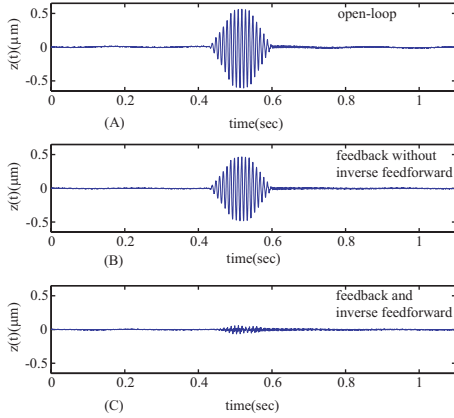 open-loop
z(t)(μm)
0.5
0
-0.5
0 0.2 0.4 0.6 0.8 1
(A) time(sec)
feedback without
inverse feedforward
z(t)(μm)
0.5
0
-0.5
0 0.2 0.4 0.6 0.8 1
(B) time(sec)
feedback and
inverse feedforward
z(t)(μm)
0.5
0
-0.5
0 0.2 0.4 0.6 0.8 1
(C) time(sec)